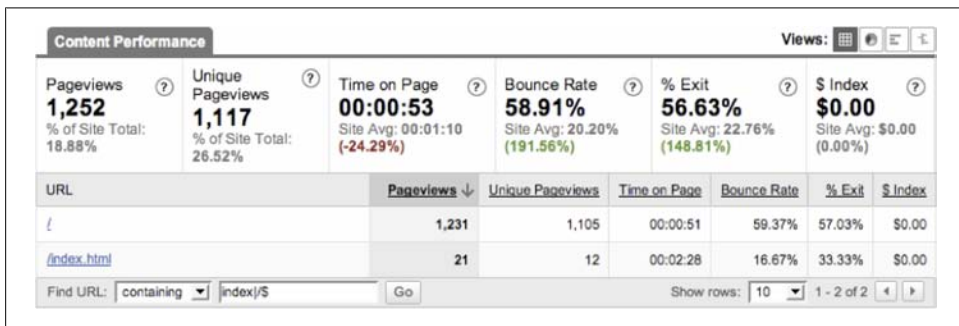 Content Performance
Views:
Pageviews ?
1,252
% of Site Total:
18.88%
Unique
Pageviews ?
1,117
% of Site Total:
26.52%
Time on Page ?
00:00:53
Site Avg: 00:01:10
(-24.29%)
Bounce Rate ?
58.91%
Site Avg: 20.20%
(191.56%)
% Exit ?
56.63%
Site Avg: 22.76%
(148.81%)
$ Index ?
$0.00
Site Avg: $0.00
(0.00%)
URL Pageviews ↓ Unique Pageviews Time on Page Bounce Rate % Exit $ Index
/ 1,231 1,105 00:00:51 59.37% 57.03% $0.00
/index.html 21 12 00:02:28 16.67% 33.33% $0.00
Find URL: containing index|/$ Go Show rows: 10 1 - 2 of 2